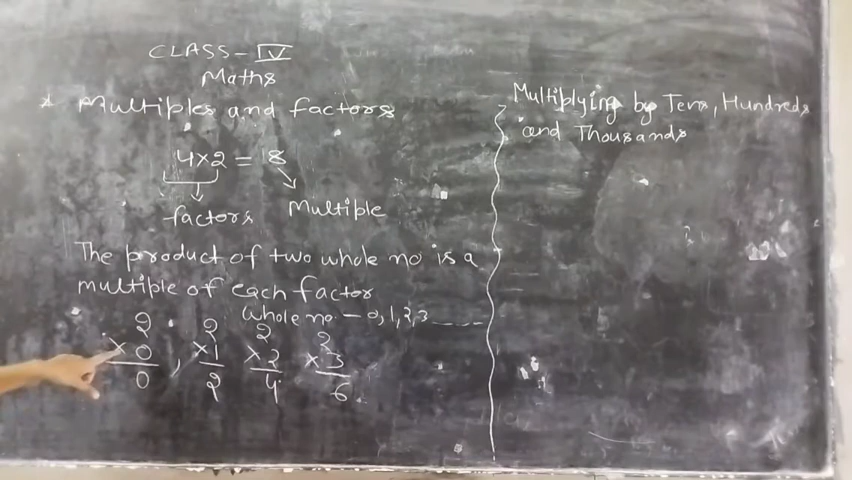 CLASS - IV
Maths
* Multiples and factors
4×2 = 8
factors Multiple
The product of two whole no is a
multiple of each factor
Whole no - 0, 1, 2, 3 ----
2 2 2 2
×0 , ×1 ×2 ×3
0 2 4 6
Multiplying by Tens, Hundreds
and Thousands